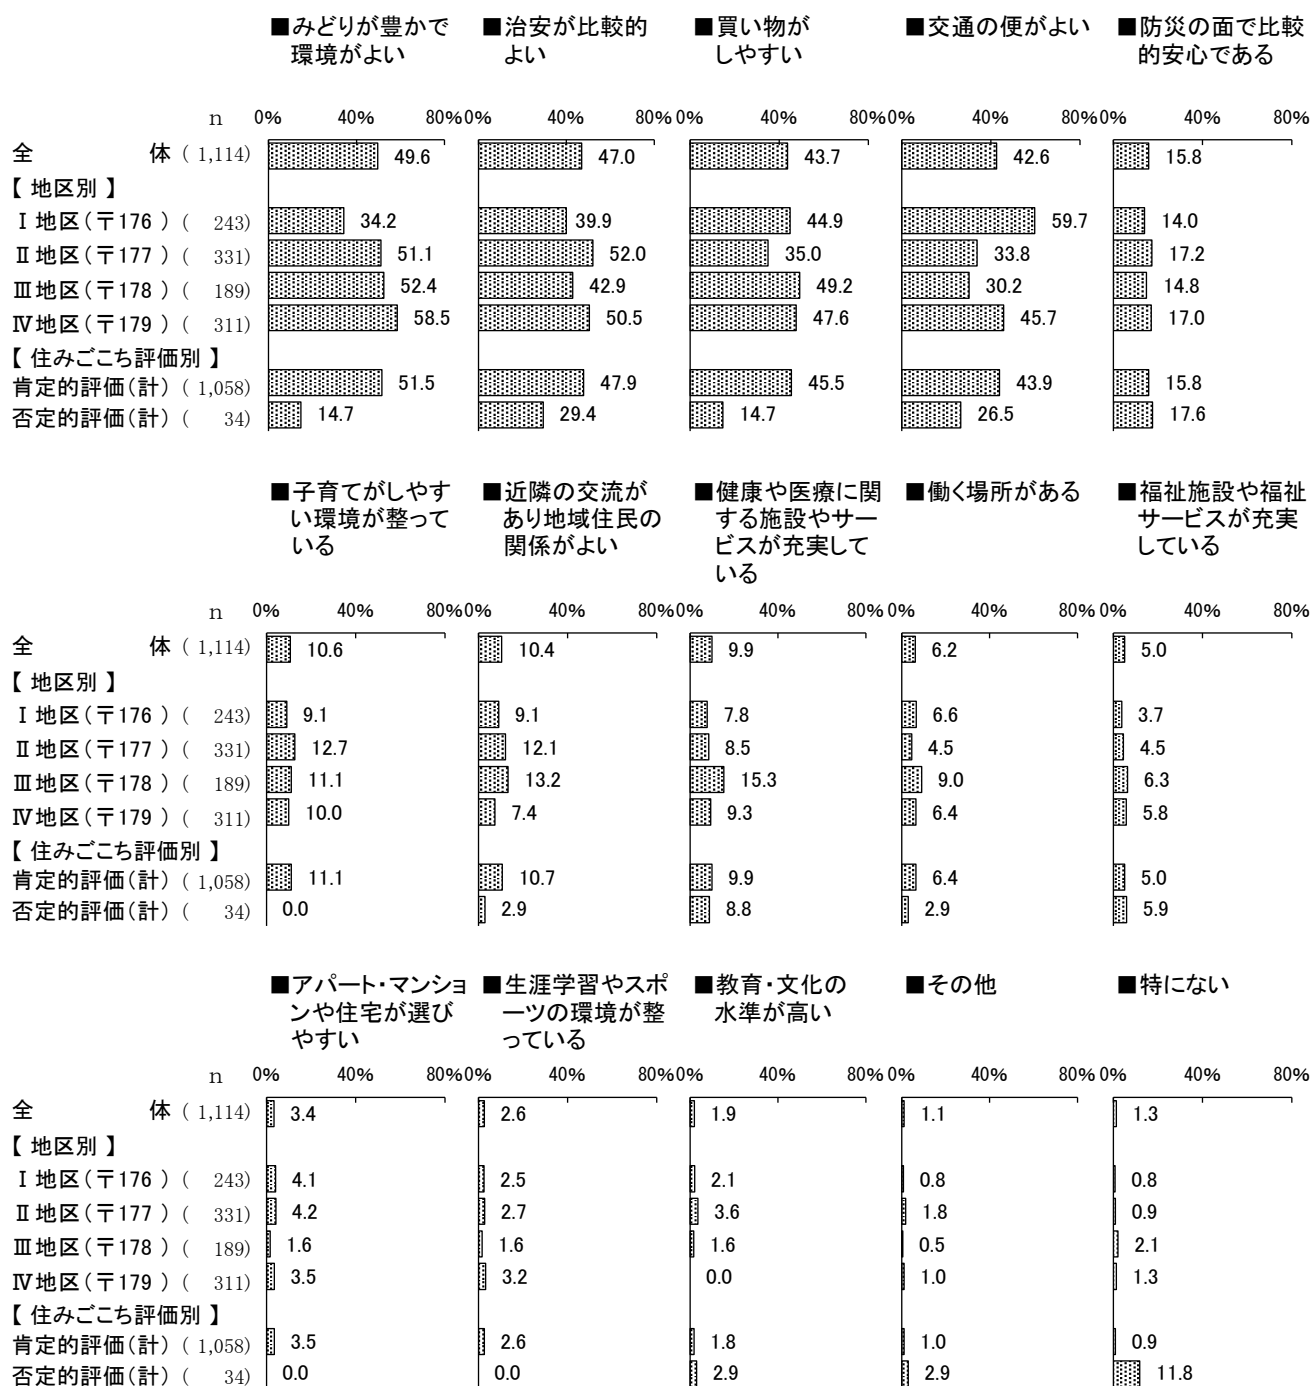 ■みどりが豊かで ■治安が比較的 ■買い物が ■交通の便がよい ■防災の面で比較
環境がよい よい しやすい 的安心である
n 0% 40% 80% 0% 40% 80% 0% 40% 80% 0% 40% 80% 0% 40% 80%
全 体 ( 1,114) 49.6 47.0 43.7 42.6 15.8
【 地区別 】
Ⅰ地区(〒176 ) ( 243) 34.2 39.9 44.9 59.7 14.0
Ⅱ地区(〒177 ) ( 331) 51.1 52.0 35.0 33.8 17.2
Ⅲ地区(〒178 ) ( 189) 52.4 42.9 49.2 30.2 14.8
Ⅳ地区(〒179 ) ( 311) 58.5 50.5 47.6 45.7 17.0
【 住みごこち評価別 】
肯定的評価(計) ( 1,058) 51.5 47.9 45.5 43.9 15.8
否定的評価(計) ( 34) 14.7 29.4 14.7 26.5 17.6
■子育てがしやす ■近隣の交流が ■健康や医療に関 ■働く場所がある ■福祉施設や福祉
い環境が整って あり地域住民の する施設やサー サービスが充実
いる 関係がよい ビスが充実して している
いる
n 0% 40% 80% 0% 40% 80% 0% 40% 80% 0% 40% 80% 0% 40% 80%
全 体 ( 1,114) 10.6 10.4 9.9 6.2 5.0
【 地区別 】
Ⅰ地区(〒176 ) ( 243) 9.1 9.1 7.8 6.6 3.7
Ⅱ地区(〒177 ) ( 331) 12.7 12.1 8.5 4.5 4.5
Ⅲ地区(〒178 ) ( 189) 11.1 13.2 15.3 9.0 6.3
Ⅳ地区(〒179 ) ( 311) 10.0 7.4 9.3 6.4 5.8
【 住みごこち評価別 】
肯定的評価(計) ( 1,058) 11.1 10.7 9.9 6.4 5.0
否定的評価(計) ( 34) 0.0 2.9 8.8 2.9 5.9
■アパート・マンショ ■生涯学習やスポ ■教育・文化の ■その他 ■特にない
ンや住宅が選び ーツの環境が整 水準が高い
やすい っている
n 0% 40% 80% 0% 40% 80% 0% 40% 80% 0% 40% 80% 0% 40% 80%
全 体 ( 1,114) 3.4 2.6 1.9 1.1 1.3
【 地区別 】
Ⅰ地区(〒176 ) ( 243) 4.1 2.5 2.1 0.8 0.8
Ⅱ地区(〒177 ) ( 331) 4.2 2.7 3.6 1.8 0.9
Ⅲ地区(〒178 ) ( 189) 1.6 1.6 1.6 0.5 2.1
Ⅳ地区(〒179 ) ( 311) 3.5 3.2 0.0 1.0 1.3
【 住みごこち評価別 】
肯定的評価(計) ( 1,058) 3.5 2.6 1.8 1.0 0.9
否定的評価(計) ( 34) 0.0 0.0 2.9 2.9 11.8